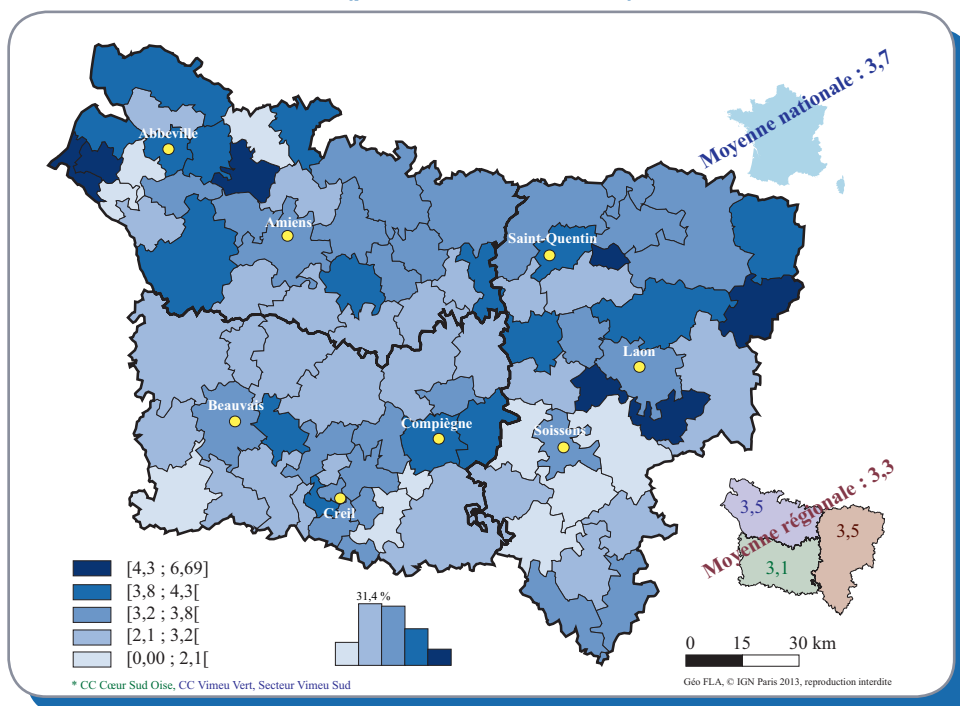 Moyenne nationale : 3,7
Abbeville
Amiens
Saint-Quentin
Laon
Beauvais
Compiègne
Soissons
Creil
Moyenne régionale : 3,3
3,5
3,5
3,1
[4,3 ; 6,69]
[3,8 ; 4,3[
[3,2 ; 3,8[
[2,1 ; 3,2[
[0,00 ; 2,1[
31,4 %
0 15 30 km
* CC Cœur Sud Oise, CC Vimeu Vert, Secteur Vimeu Sud
Géo FLA, © IGN Paris 2013, reproduction interdite